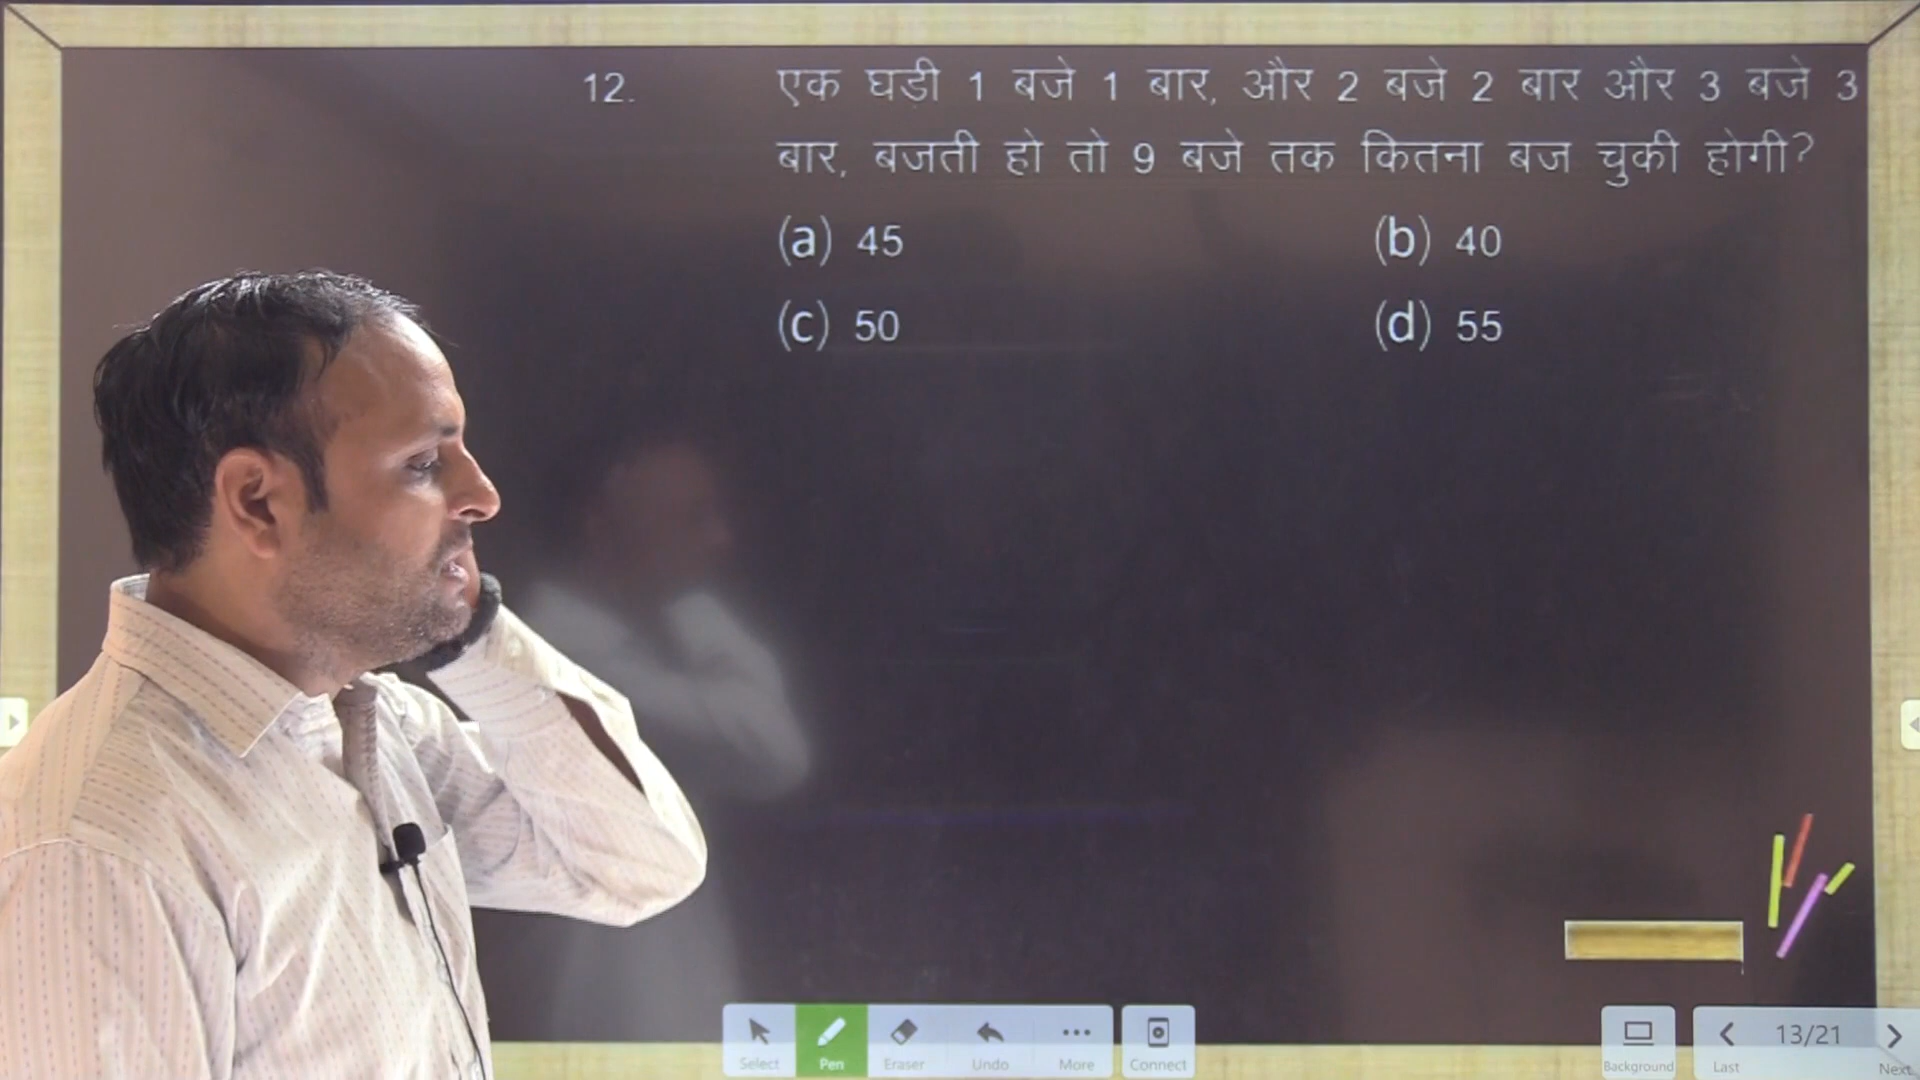 12. एक घडी 1 बजे 1 बार, और 2 बजे 2 बार और 3 बजे 3
बार, बजती हो तो 9 बजे तक कितना बज चुकी होगी?
(a) 45 (b) 40
(c) 50 (d) 55
Select Pen Eraser Undo More Connect Background Last 13/21 Next